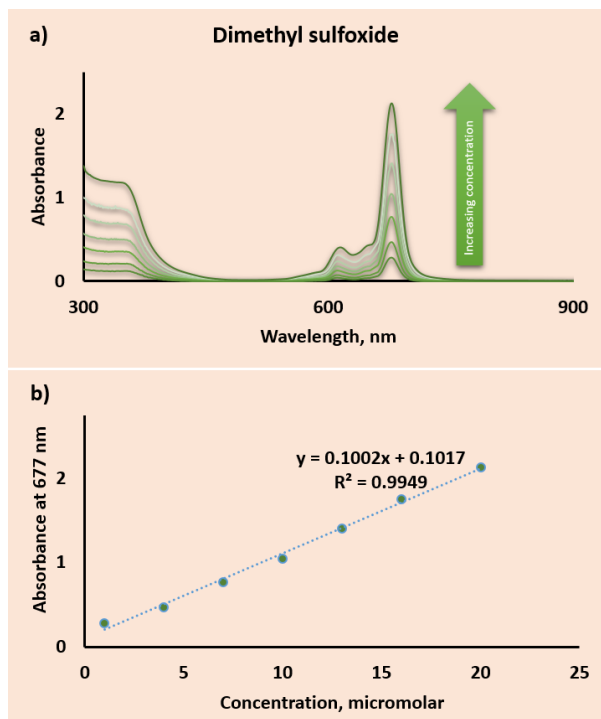 a)
Dimethyl sulfoxide
2
1
0
Absorbance
Increasing concentration
300
600
900
Wavelength, nm
b)
y = 0.1002x + 0.1017
R² = 0.9949
2
1
0
Absorbance at 677 nm
0
5
10
15
20
25
Concentration, micromolar